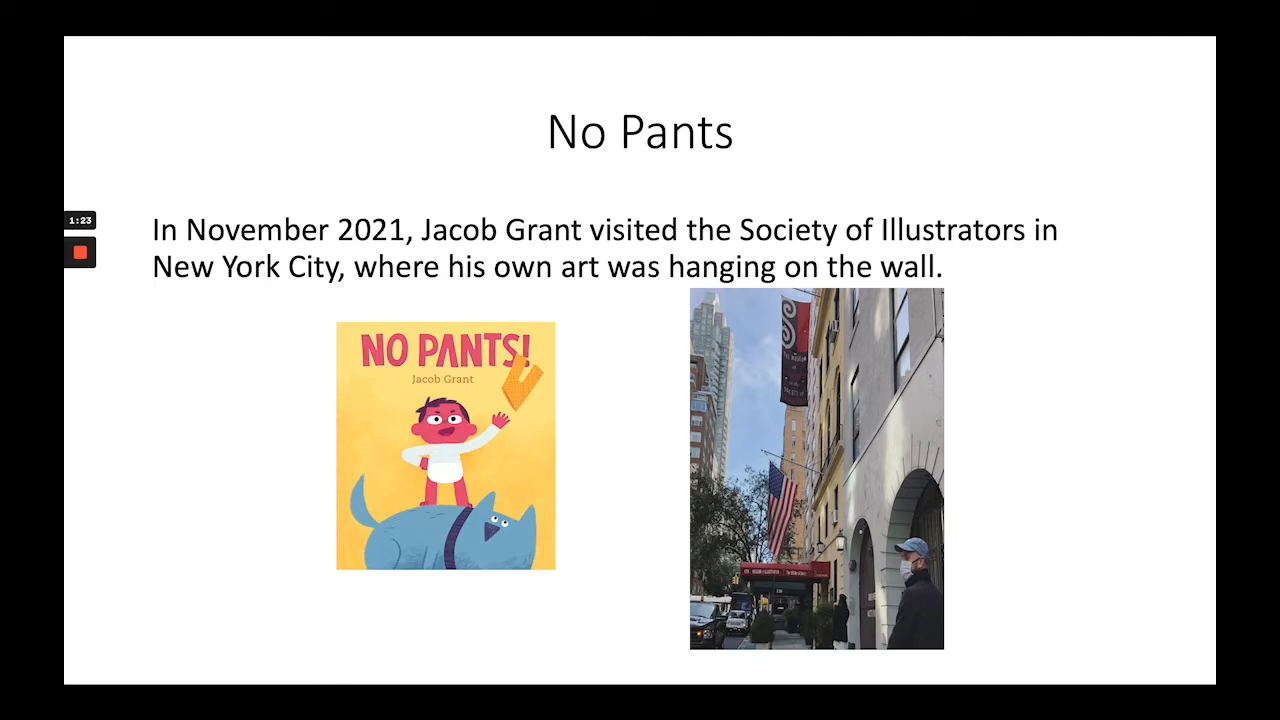 No Pants
1:23
In November 2021, Jacob Grant visited the Society of Illustrators in
New York City, where his own art was hanging on the wall.
NO PANTS!
Jacob Grant